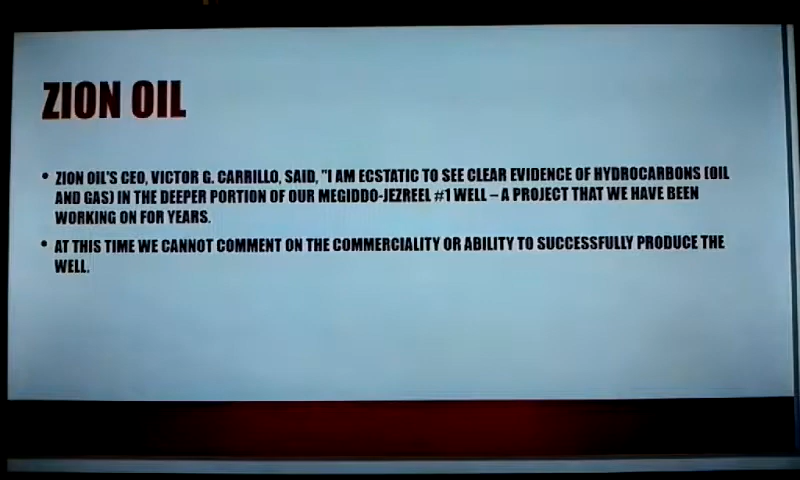 ZION OIL
• ZION OIL'S CEO, VICTOR G. CARRILLO, SAID, "I AM ECSTATIC TO SEE CLEAR EVIDENCE OF HYDROCARBONS (OIL
AND GAS) IN THE DEEPER PORTION OF OUR MEGIDDO-JEZREEL #1 WELL – A PROJECT THAT WE HAVE BEEN
WORKING ON FOR YEARS.
• AT THIS TIME WE CANNOT COMMENT ON THE COMMERCIALITY OR ABILITY TO SUCCESSFULLY PRODUCE THE
WELL.